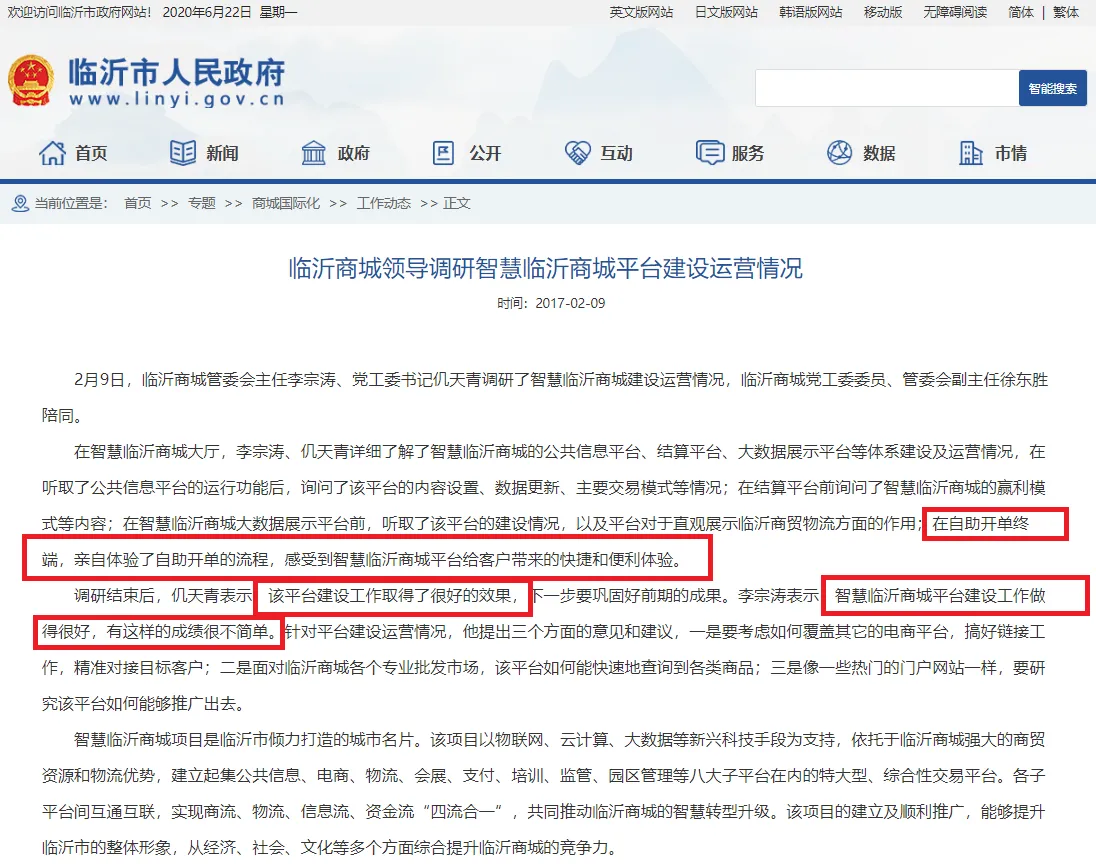 欢迎访问临沂市政府网站! 2020年6月22日 星期一 英文版网站 日文版网站 韩语版网站 移动版 无障碍阅读 简体 | 繁体
临沂市人民政府
www.linyi.gov.cn
智能搜索
首页 新闻 政府 公开 互动 服务 数据 市情
当前位置是: 首页 >> 专题 >> 商城国际化 >> 工作动态 >> 正文
临沂商城领导调研智慧临沂商城平台建设运营情况
时间: 2017-02-09
2月9日，临沂商城管委会主任李宗涛、党工委书记仉天青调研了智慧临沂商城建设运营情况，临沂商城党工委委员、管委会副主任徐东胜
陪同。
在智慧临沂商城大厅，李宗涛、仉天青详细了解了智慧临沂商城的公共信息平台、结算平台、大数据展示平台等体系建设及运营情况，在
听取了公共信息平台的运行功能后，询问了该平台的内容设置、数据更新、主要交易模式等情况；在结算平台前询问了智慧临沂商城的赢利模
式等内容；在智慧临沂商城大数据展示平台前，听取了该平台的建设情况，以及平台对于直观展示临沂商贸物流方面的作用；在自助开单终
端，亲自体验了自助开单的流程，感受到智慧临沂商城平台给客户带来的快捷和便利体验。
调研结束后，仉天青表示 该平台建设工作取得了很好的效果，下一步要巩固好前期的成果。李宗涛表示 智慧临沂商城平台建设工作做
得很好，有这样的成绩很不简单。针对平台建设运营情况，他提出三个方面的意见和建议，一是要考虑如何覆盖其它的电商平台，搞好链接工
作，精准对接目标客户；二是面对临沂商城各个专业批发市场，该平台如何能快速地查询到各类商品；三是像一些热门的门户网站一样，要研
究该平台如何能够推广出去。
智慧临沂商城项目是临沂市倾力打造的城市名片。该项目以物联网、云计算、大数据等新兴科技手段为支持，依托于临沂商城强大的商贸
资源和物流优势，建立起集公共信息、电商、物流、会展、支付、培训、监管、园区管理等八大子平台在内的特大型、综合性交易平台。各子
平台间互通互联，实现商流、物流、信息流、资金流“四流合一”，共同推动临沂商城的智慧转型升级。该项目的建立及顺利推广，能够提升
临沂市的整体形象，从经济、社会、文化等多个方面综合提升临沂商城的竞争力。